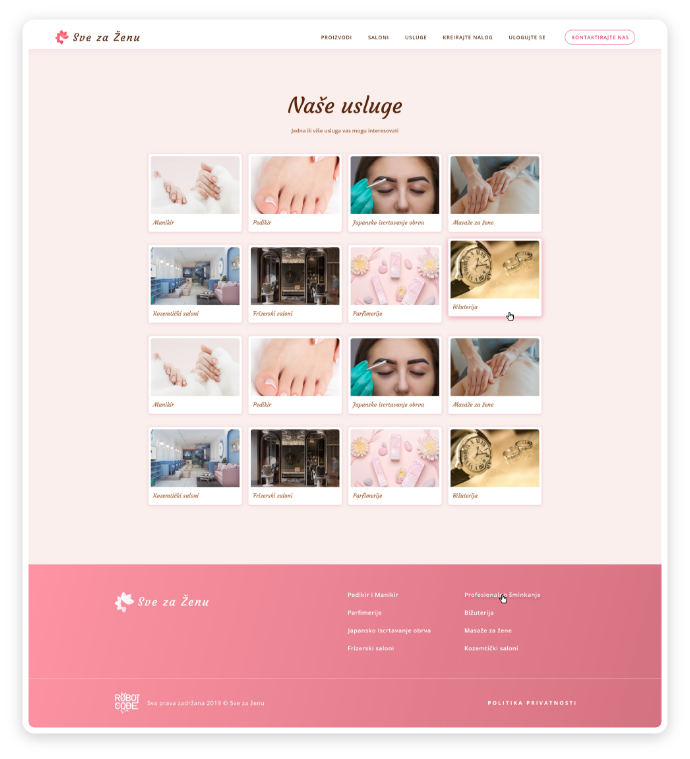 Sve za Ženu
PROIZVODI SALONI USLUGE KREIRAJTE NALOG ULOGUJTE SE KONTAKTIRAJTE NAS
Naše usluge
Jedna ili više usluga vas mogu interesovati
Manikir Pedikir Japansko iscrtavanje obrva Masaže za žene
Kozemtički saloni Frizerski saloni Parfimerija Bižuterija
Manikir Pedikir Japansko iscrtavanje obrva Masaže za žene
Kozemtički saloni Frizerski saloni Parfimerija Bižuterija
Sve za Ženu
Pedikir i Manikir Profesionalno šminkanje
Parfimerije Bižuterija
Japansko iscrtavanje obrva Masaže za žene
Frizerski saloni Kozemtički saloni
ROBOT
CODE
Sva prava zadržana 2019 © Sve za ženu
POLITIKA PRIVATNOSTI